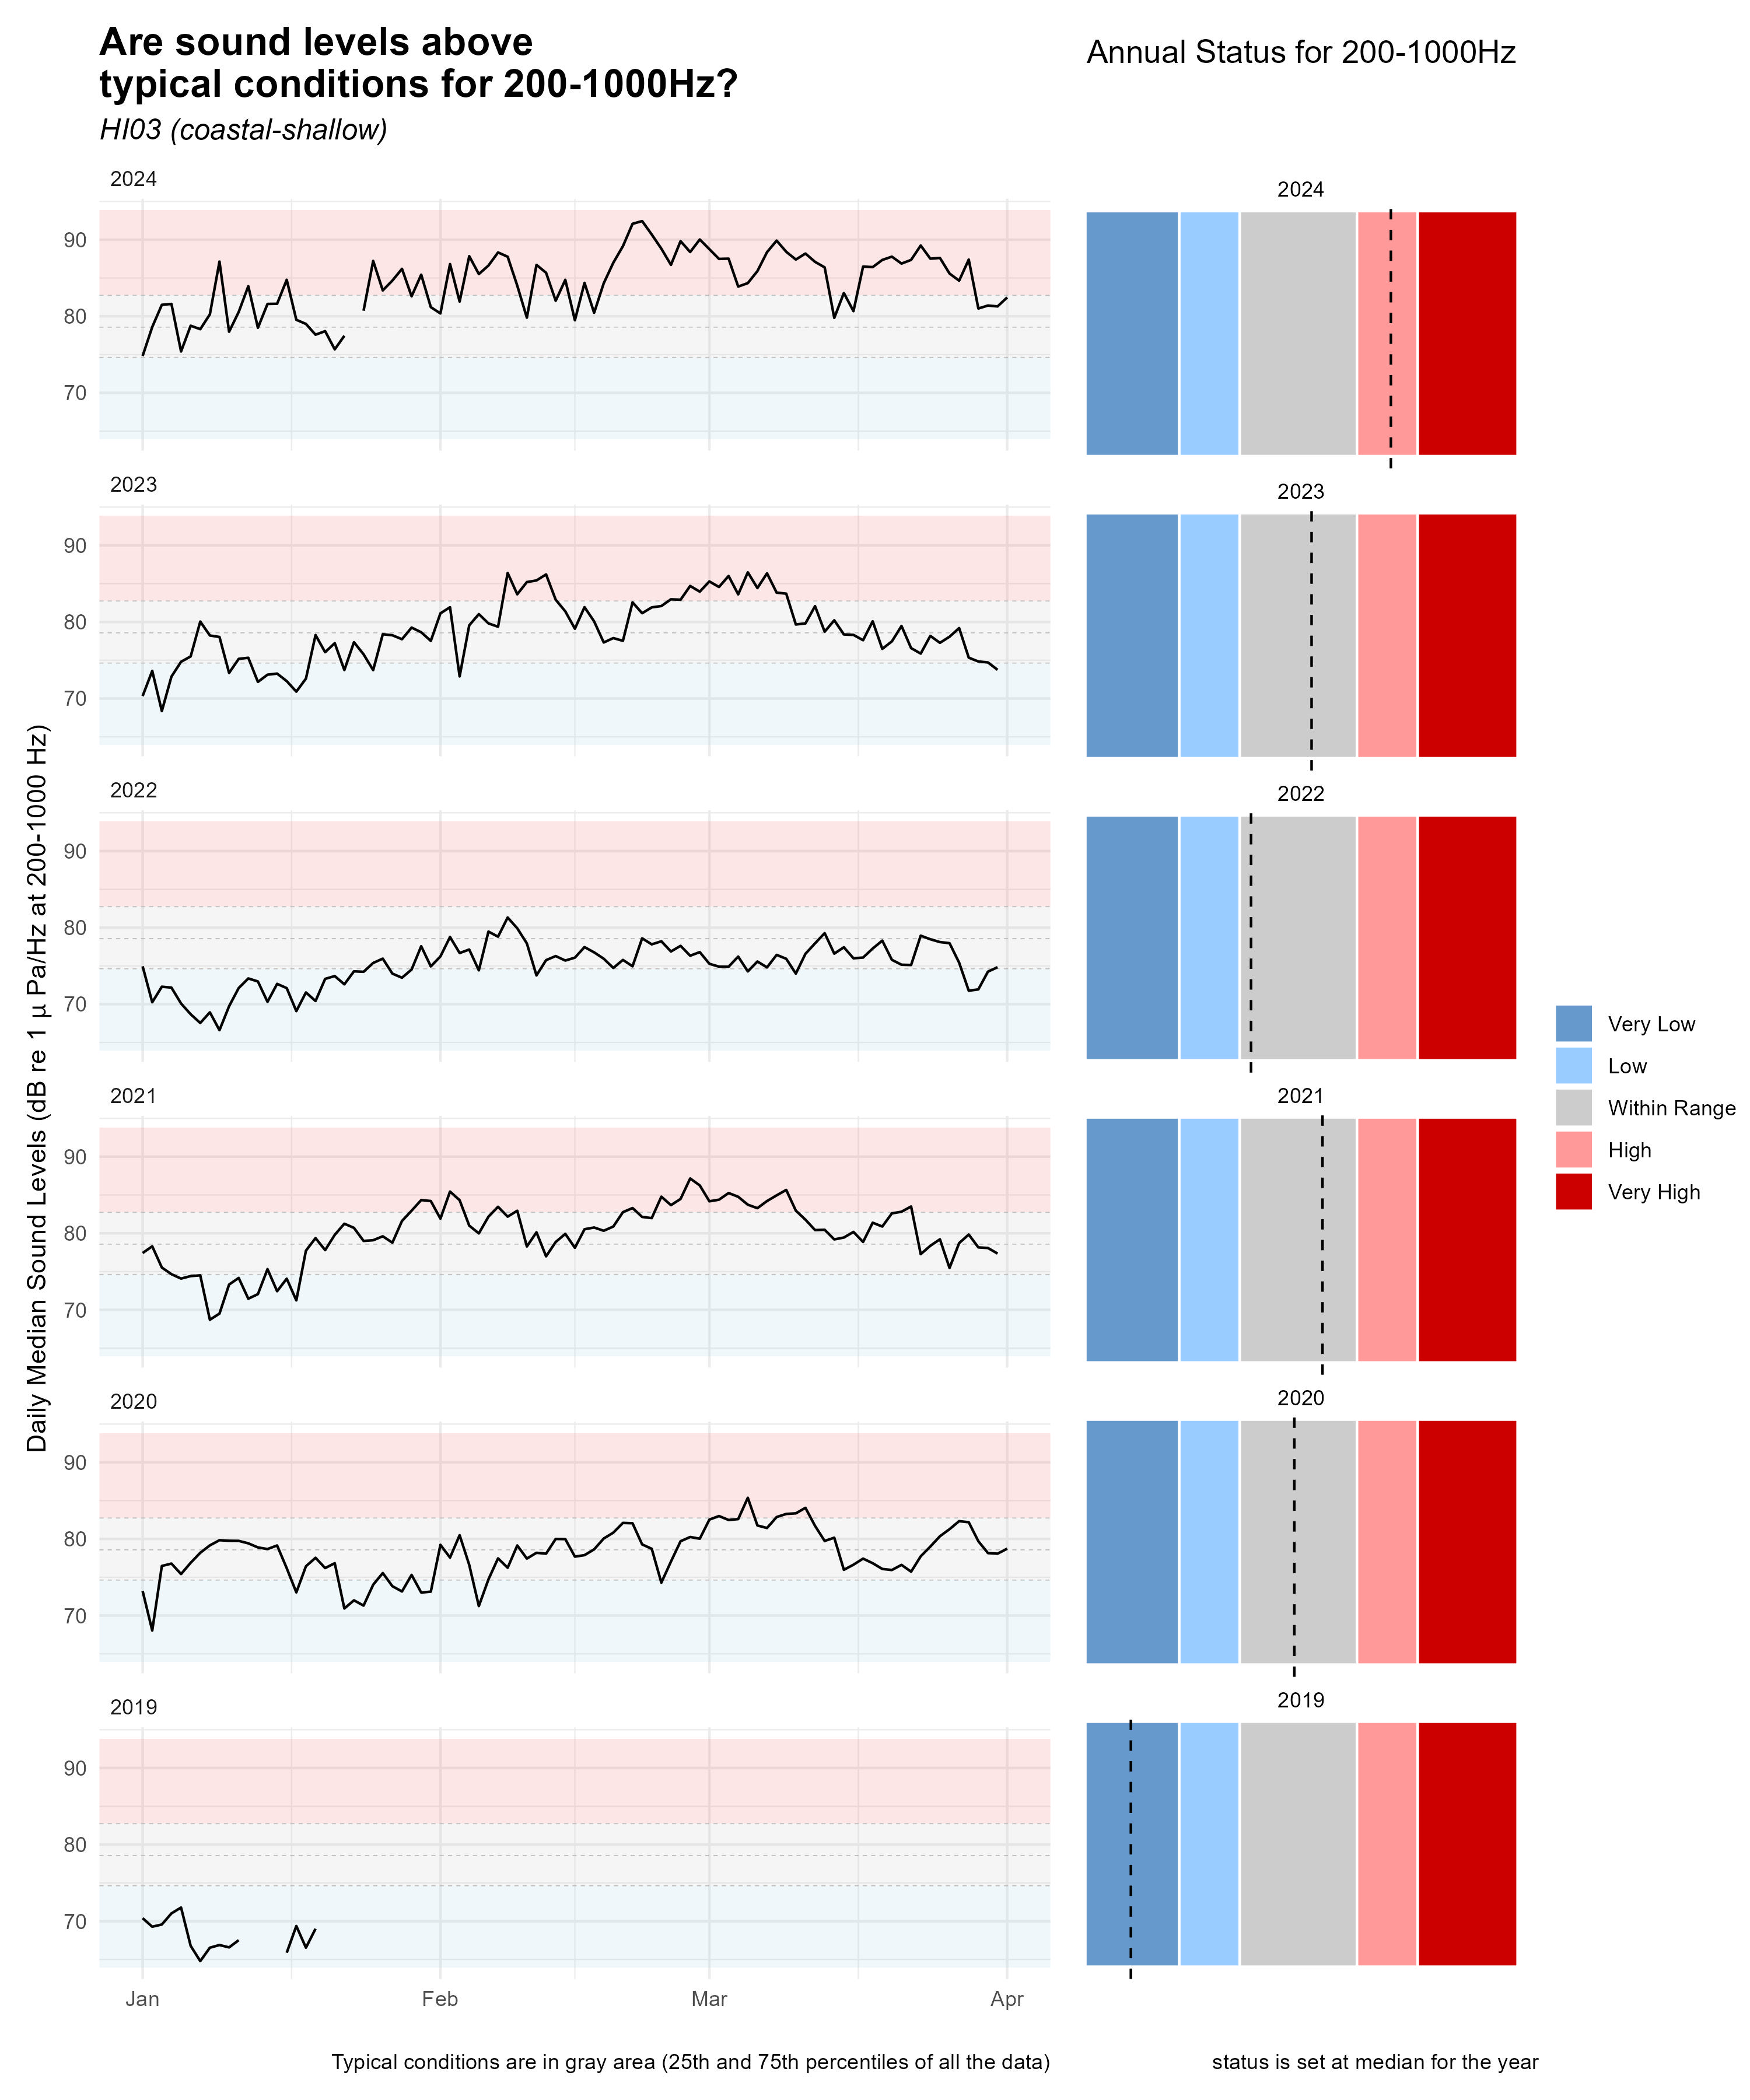 Are sound levels above
typical conditions for 200-1000Hz?
HI03 (coastal-shallow)
Annual Status for 200-1000Hz
Daily Median Sound Levels (dB re 1 μ Pa/Hz at 200-1000 Hz)
2024
90
80
70
2023
90
80
70
2022
90
80
70
2021
90
80
70
2020
90
80
70
2019
90
80
70
Jan
Feb
Mar
Apr
2024
2023
2022
2021
2020
2019
Very Low
Low
Within Range
High
Very High
Typical conditions are in gray area (25th and 75th percentiles of all the data)
status is set at median for the year